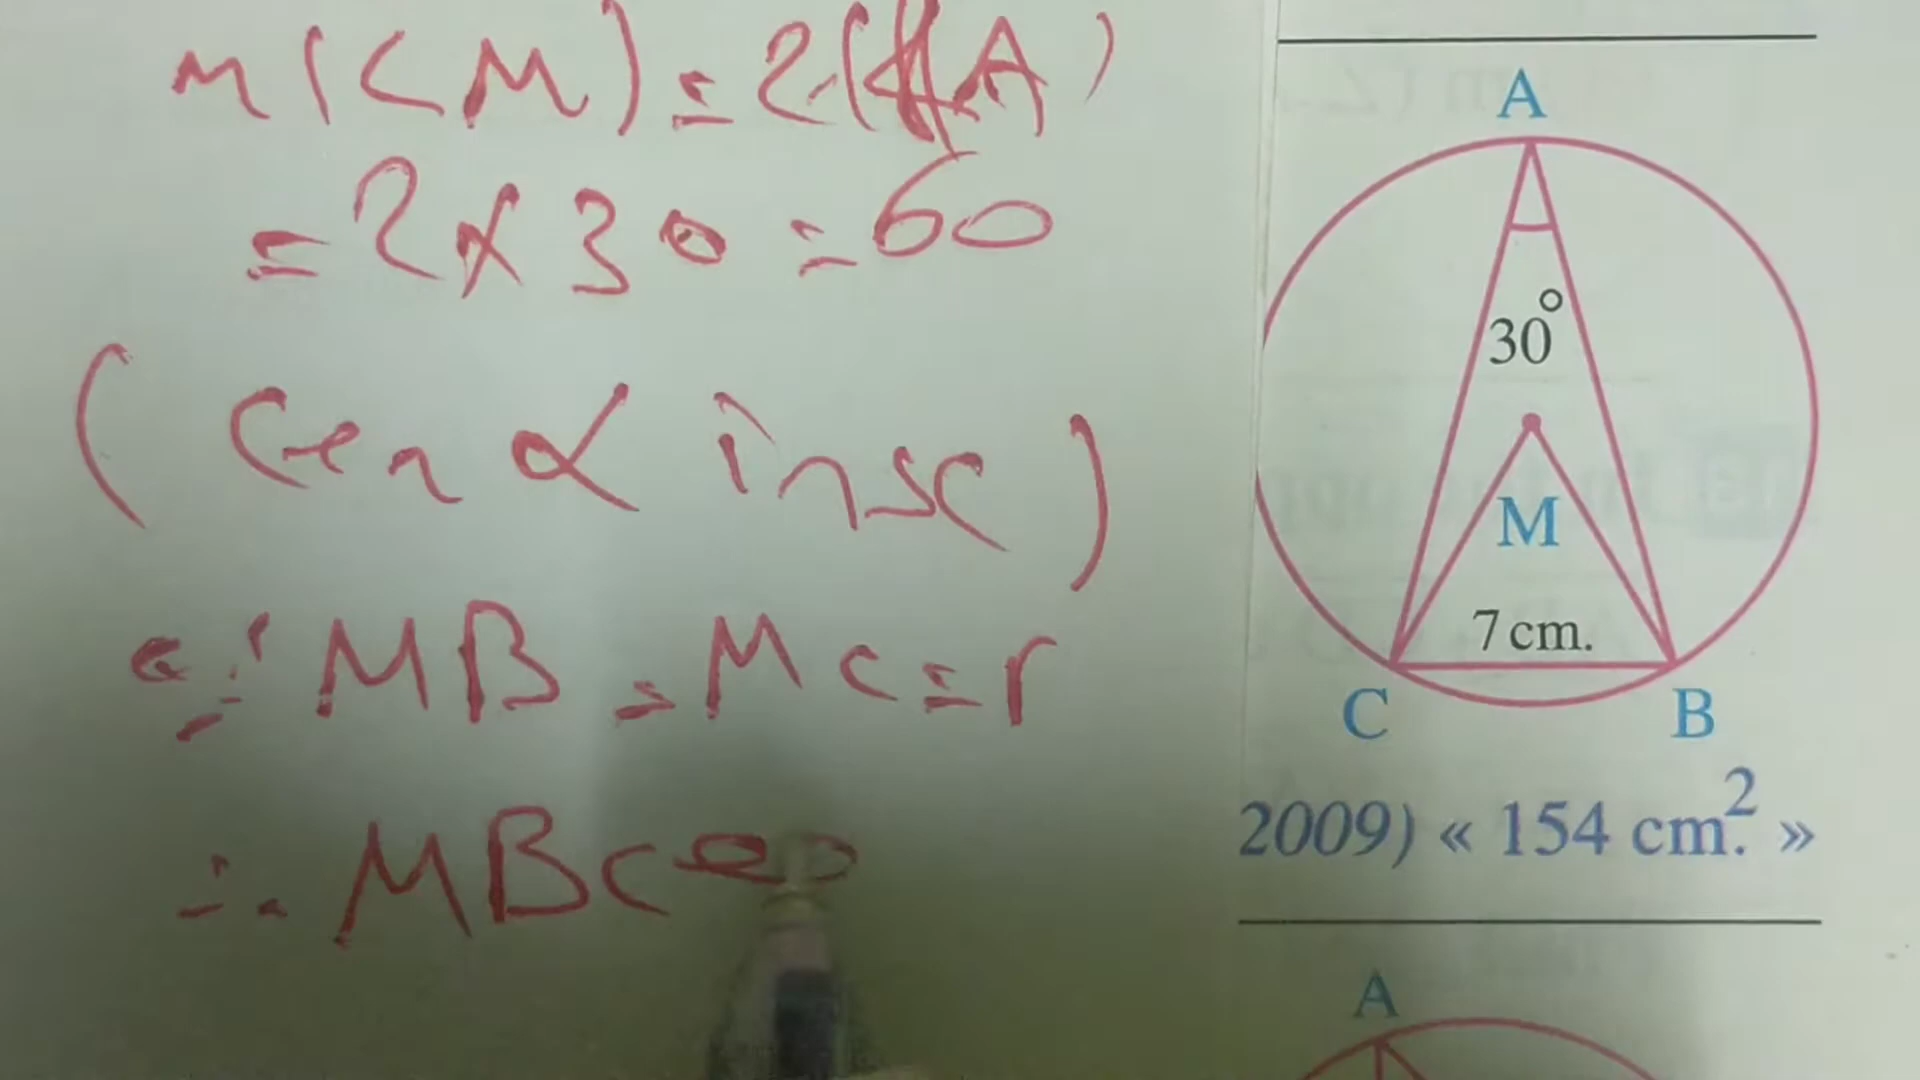 m(∠M)=2(∠A)
=2×30=60
(Cen ∠ insc)
∵ MB=MC=r
∴ MBC
A
30°
M
7 cm.
C
B
2009) « 154 cm.² »
A